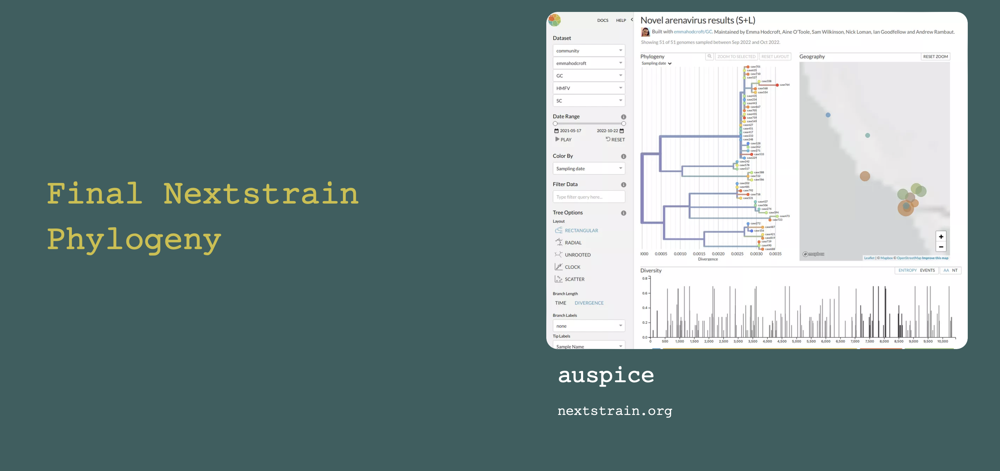 Final Nextstrain
Phylogeny
DOCS HELP
Dataset
community
emmahodcroft
GC
HMFV
SC
Date Range
2021-05-17 2022-10-22
PLAY RESET
Color By
Sampling date
Filter Data
Type filter query here...
Tree Options
Layout
RECTANGULAR
RADIAL
UNROOTED
CLOCK
SCATTER
Branch Length
TIME DIVERGENCE
Branch Labels
none
Tip Labels
Sample Name
Novel arenavirus results (S+L)
Built with emmahodcroft/GC. Maintained by Emma Hodcroft, Aine O'Toole, Sam Wilkinson, Nick Loman, Ian Goodfellow and Andrew Rambaut.
Showing 51 of 51 genomes sampled between Sep 2022 and Oct 2022.
Phylogeny ZOOM TO SELECTED RESET LAYOUT
Sampling date
case701
case635
case710
case527
case338
case764
case568
case554
case435
case234
case443
case667
case705
case455
case759
case549
case627
case451
case417
case233
case248
case128
case352
case271
case533
case229
case242
case578
case517
case388
case722
case586
case202
case485
case792
case718
case531
case437
case506
case274
case594
case473
case723
case272
case487
case156
case421
case819
case739
case490
case688
0.0005 0.0010 0.0015 0.0020 0.0025 0.0030 0.0035
Divergence
Geography RESET ZOOM
+
−
mapbox
Leaflet | © Mapbox © OpenStreetMap Improve this map
Diversity ENTROPY EVENTS AA NT
0.8
0.6
0.4
0.2
0.0
0 500 1,000 1,500 2,000 2,500 3,000 3,500 4,000 4,500 5,000 5,500 6,000 6,500 7,000 7,500 8,000 8,500 9,000 9,500 10,000
auspice
nextstrain.org